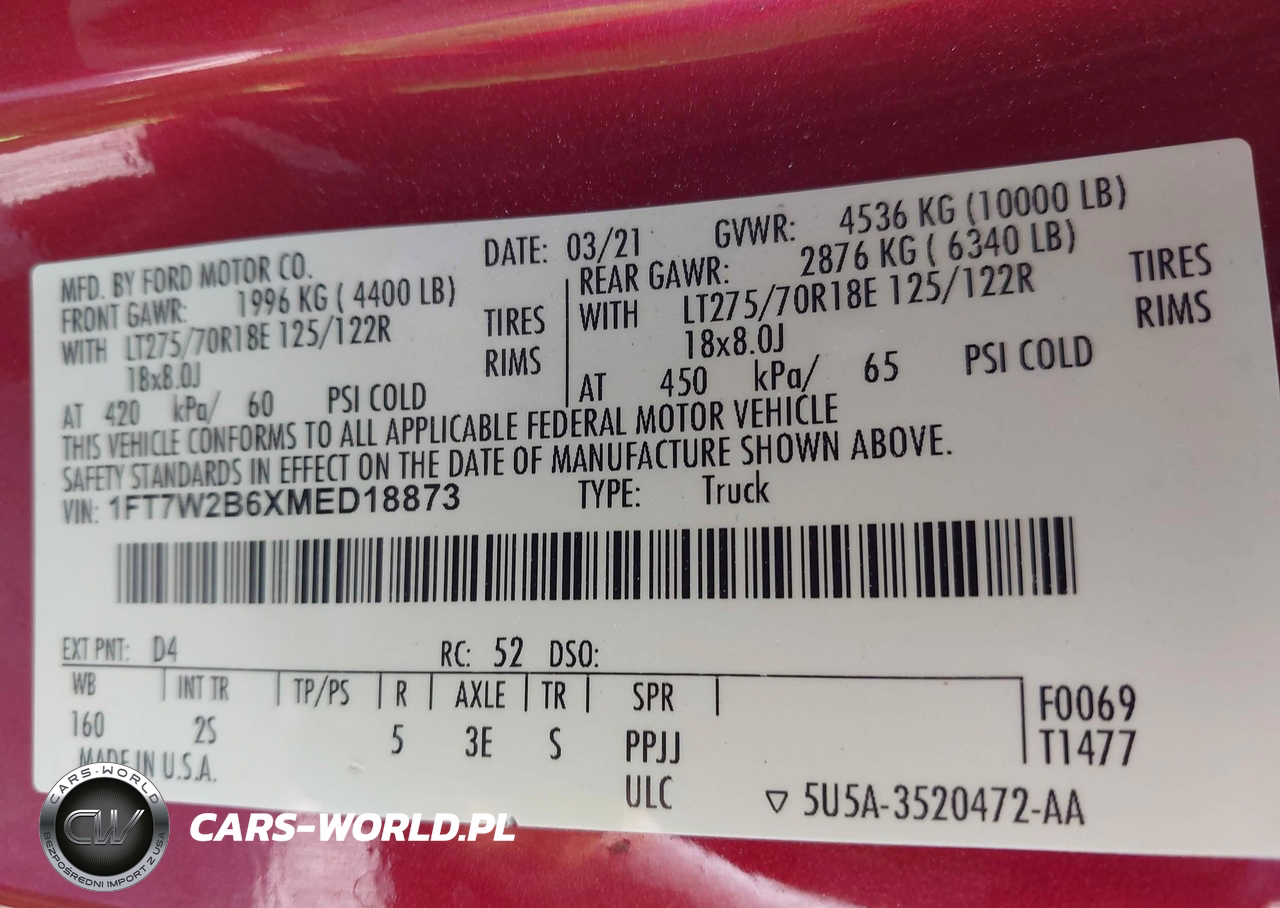 MFD. BY FORD MOTOR CO. DATE: 03/21 GVWR: 4536 KG (10000 LB)
FRONT GAWR: 1996 KG ( 4400 LB) REAR GAWR: 2876 KG ( 6340 LB)
WITH LT275/70R18E 125/122R TIRES WITH LT275/70R18E 125/122R TIRES
18x8.0J RIMS 18x8.0J RIMS
AT 420 kPa/ 60 PSI COLD AT 450 kPa/ 65 PSI COLD
THIS VEHICLE CONFORMS TO ALL APPLICABLE FEDERAL MOTOR VEHICLE
SAFETY STANDARDS IN EFFECT ON THE DATE OF MANUFACTURE SHOWN ABOVE.
VIN: 1FT7W2B6XMED18873 TYPE: Truck
EXT PNT: D4 RC: 52 DSO:
WB INT TR TP/PS R AXLE TR SPR F0069
160 2S 5 3E S PPJJ T1477
MADE IN U.S.A. ULC ▽ 5U5A-3520472-AA
CARS-WORLD
CW
BEZPOŚREDNI IMPORT Z USA
CARS-WORLD.PL